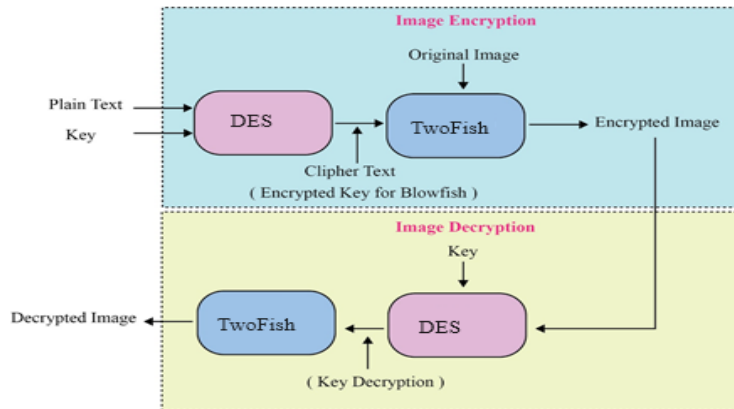 Image Encryption
Original Image
Plain Text
Key
DES
TwoFish
Encrypted Image
Clipher Text
( Encrypted Key for Blowfish )
Image Decryption
Key
Decrypted Image
TwoFish
DES
( Key Decryption )